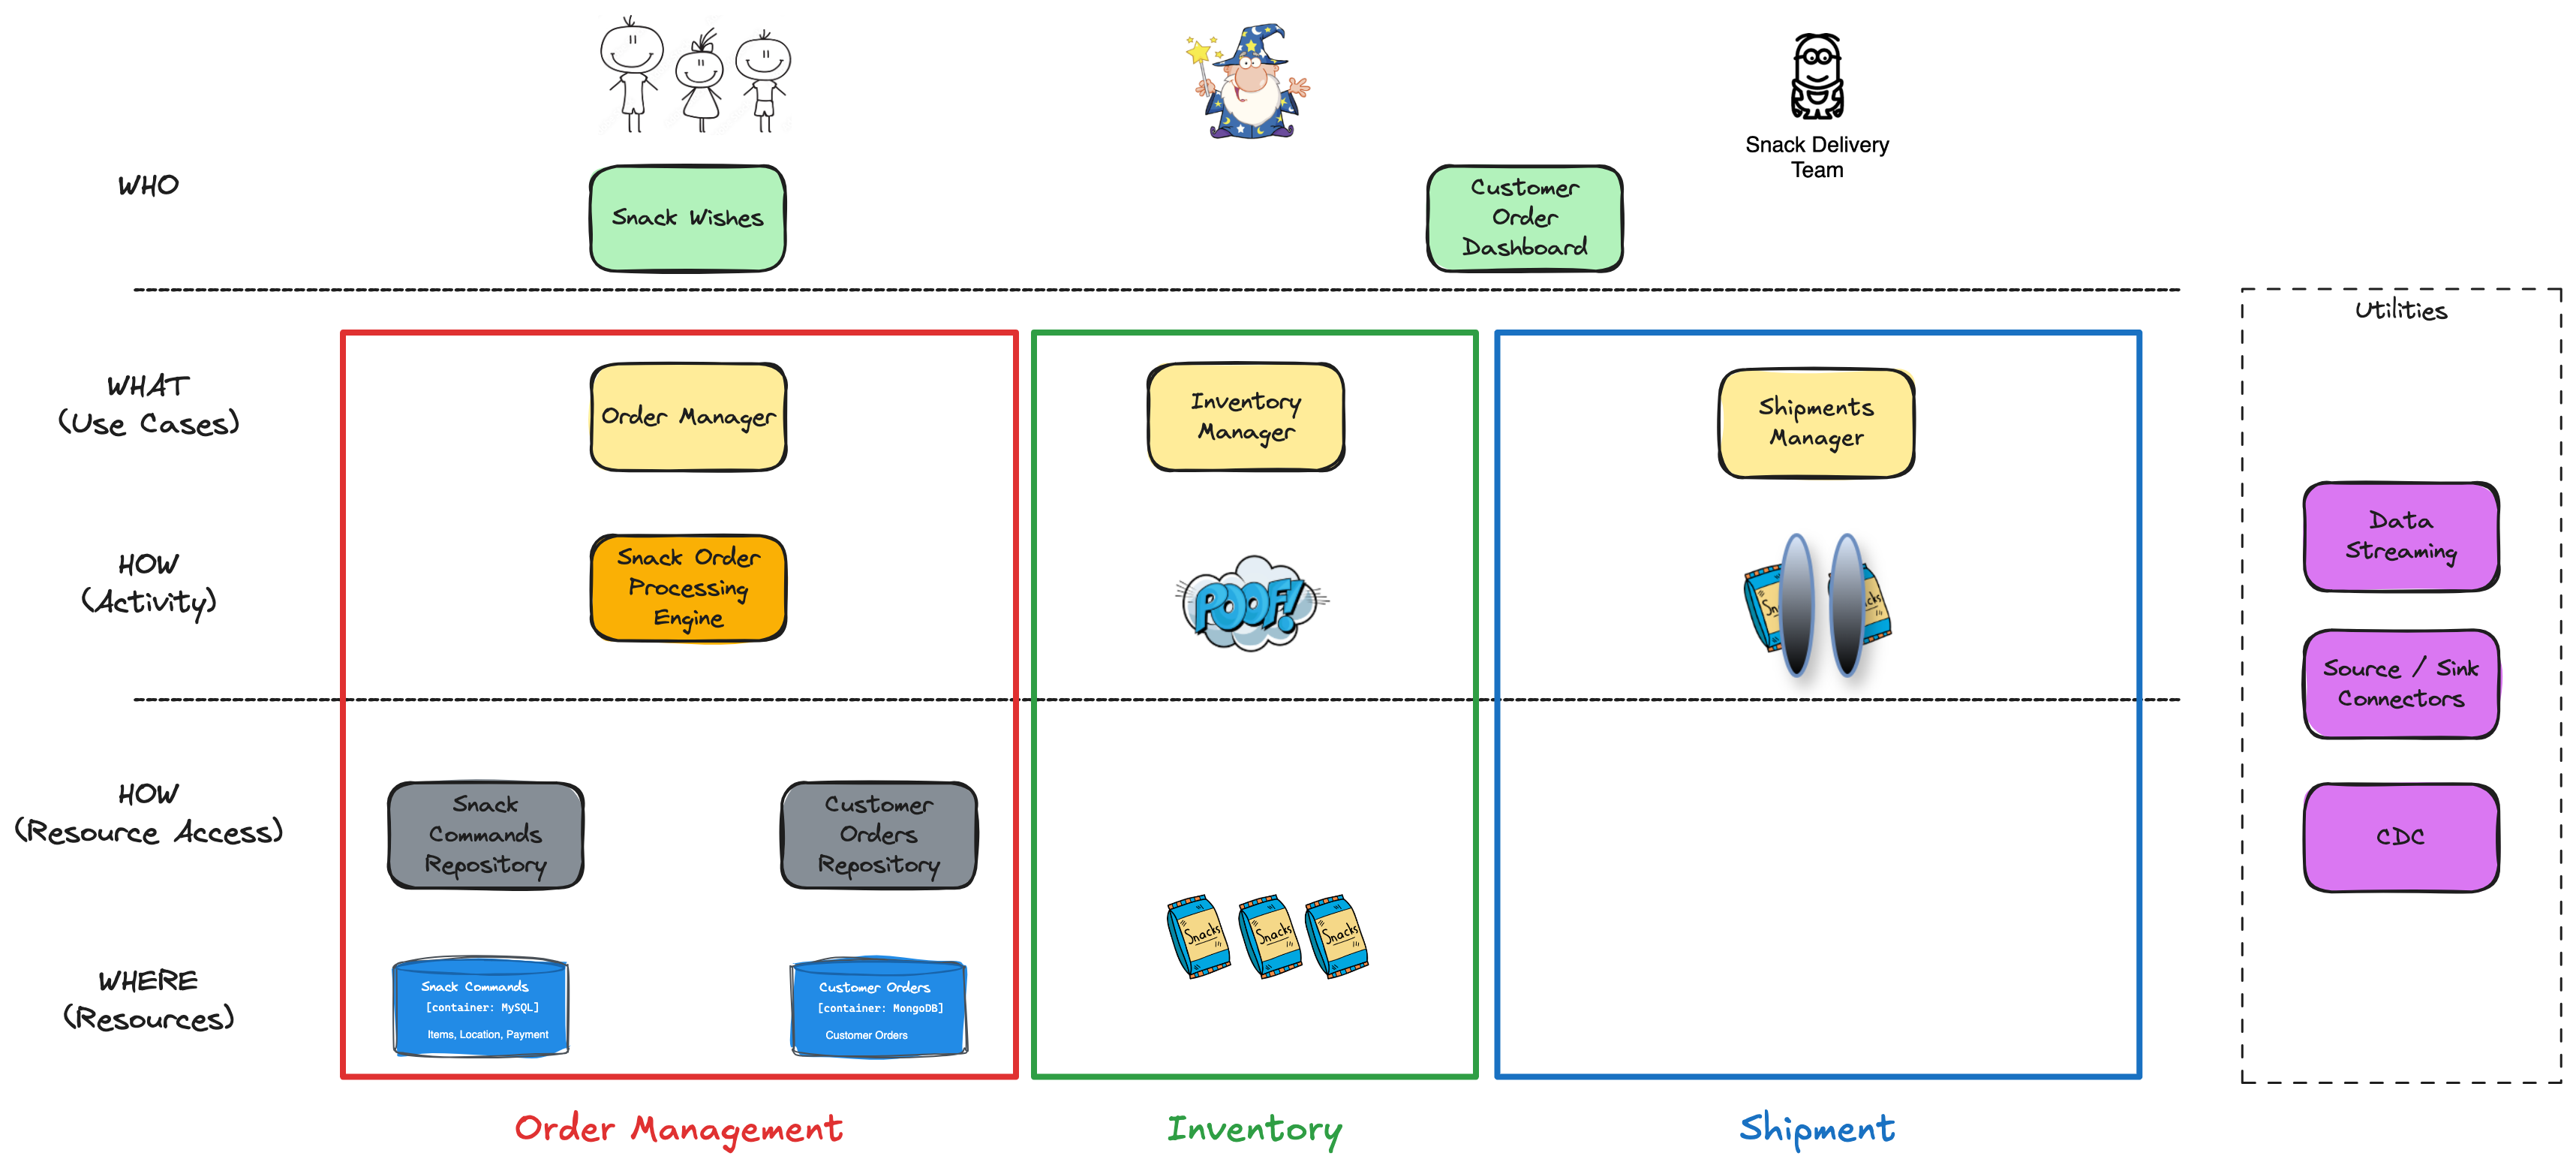 Snack Delivery
Team
WHO
Snack Wishes
Customer
Order
Dashboard
Utilities
WHAT
(Use Cases)
Order Manager
Inventory
Manager
Shipments
Manager
HOW
(Activity)
Snack Order
Processing
Engine
POOF!
Data
Streaming
Source / Sink
Connectors
HOW
(Resource Access)
Snack
Commands
Repository
Customer
Orders
Repository
CDC
Snacks
Snacks
Snacks
WHERE
(Resources)
Snack Commands
[container: MySQL]
Items, Location, Payment
Customer Orders
[container: MongoDB]
Customer Orders
Order Management
Inventory
Shipment